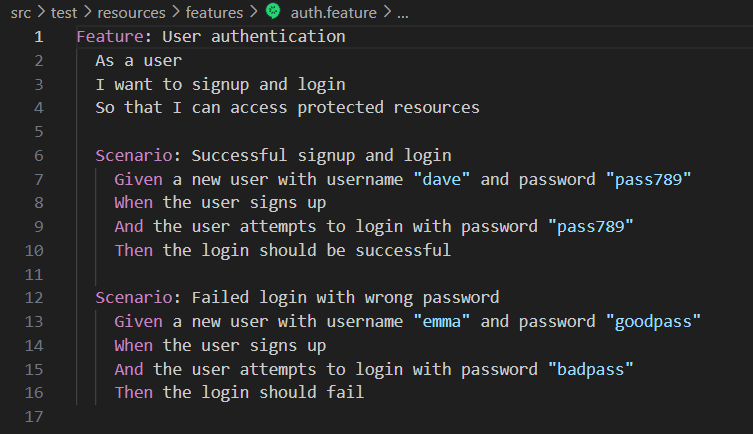 src > test > resources > features > auth.feature > ...
1 Feature: User authentication
2 As a user
3 I want to signup and login
4 So that I can access protected resources
5
6 Scenario: Successful signup and login
7 Given a new user with username "dave" and password "pass789"
8 When the user signs up
9 And the user attempts to login with password "pass789"
10 Then the login should be successful
11
12 Scenario: Failed login with wrong password
13 Given a new user with username "emma" and password "goodpass"
14 When the user signs up
15 And the user attempts to login with password "badpass"
16 Then the login should fail
17